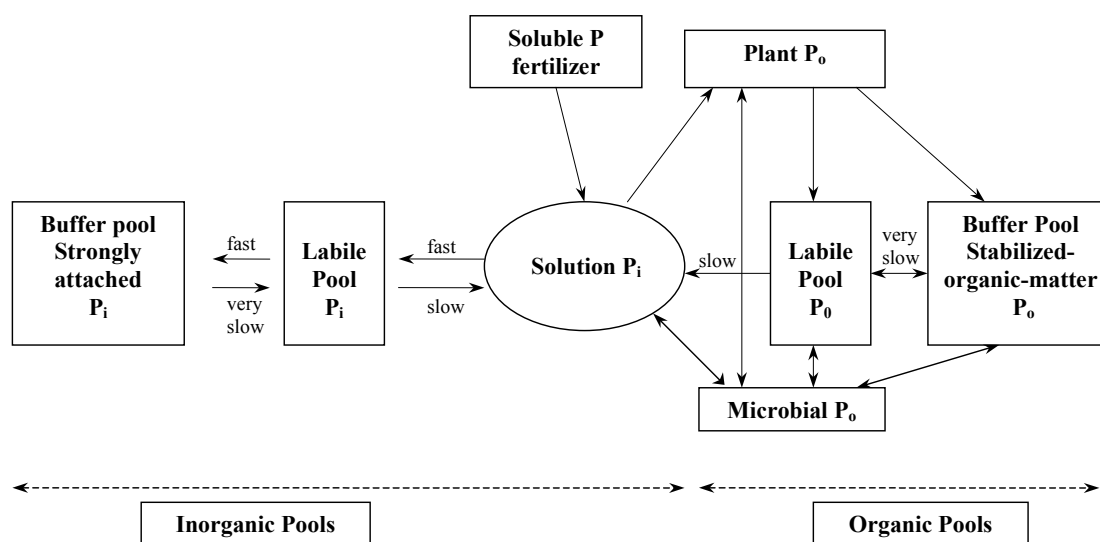 Soluble P
fertilizer
Plant Pₒ
Buffer pool
Strongly
attached
Pᵢ
fast
very
slow
Labile
Pool
Pᵢ
fast
slow
Solution Pᵢ
slow
Labile
Pool
P₀
very
slow
Buffer Pool
Stabilized-
organic-matter
Pₒ
Microbial Pₒ
Inorganic Pools
Organic Pools